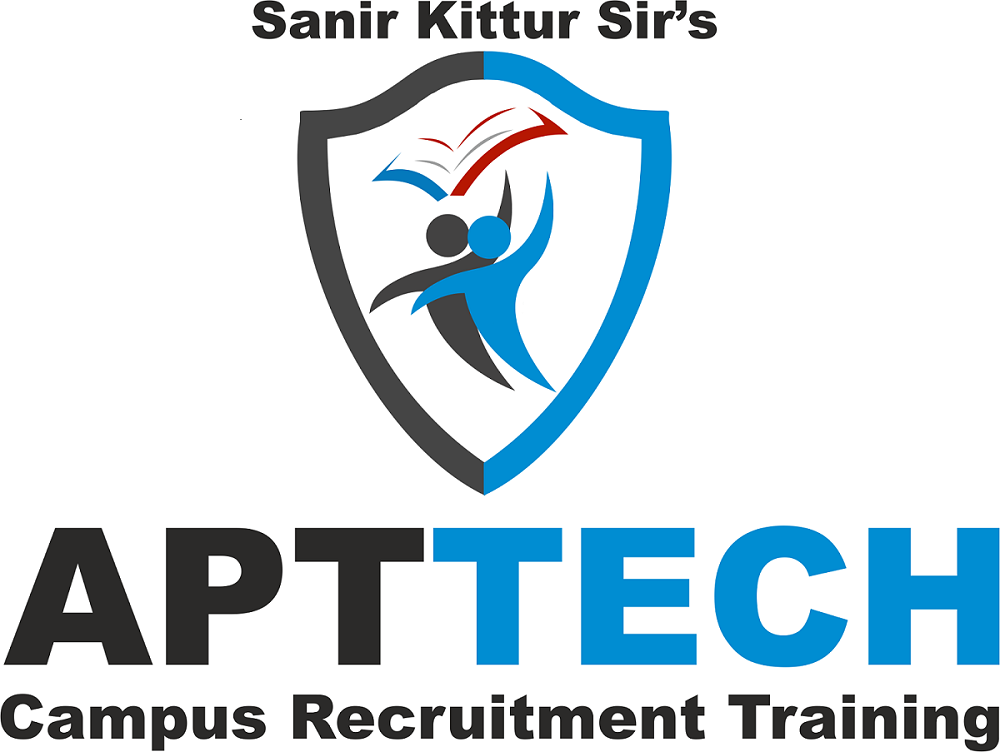 Sanir Kittur Sir’s
APTTECH
Campus Recruitment Training